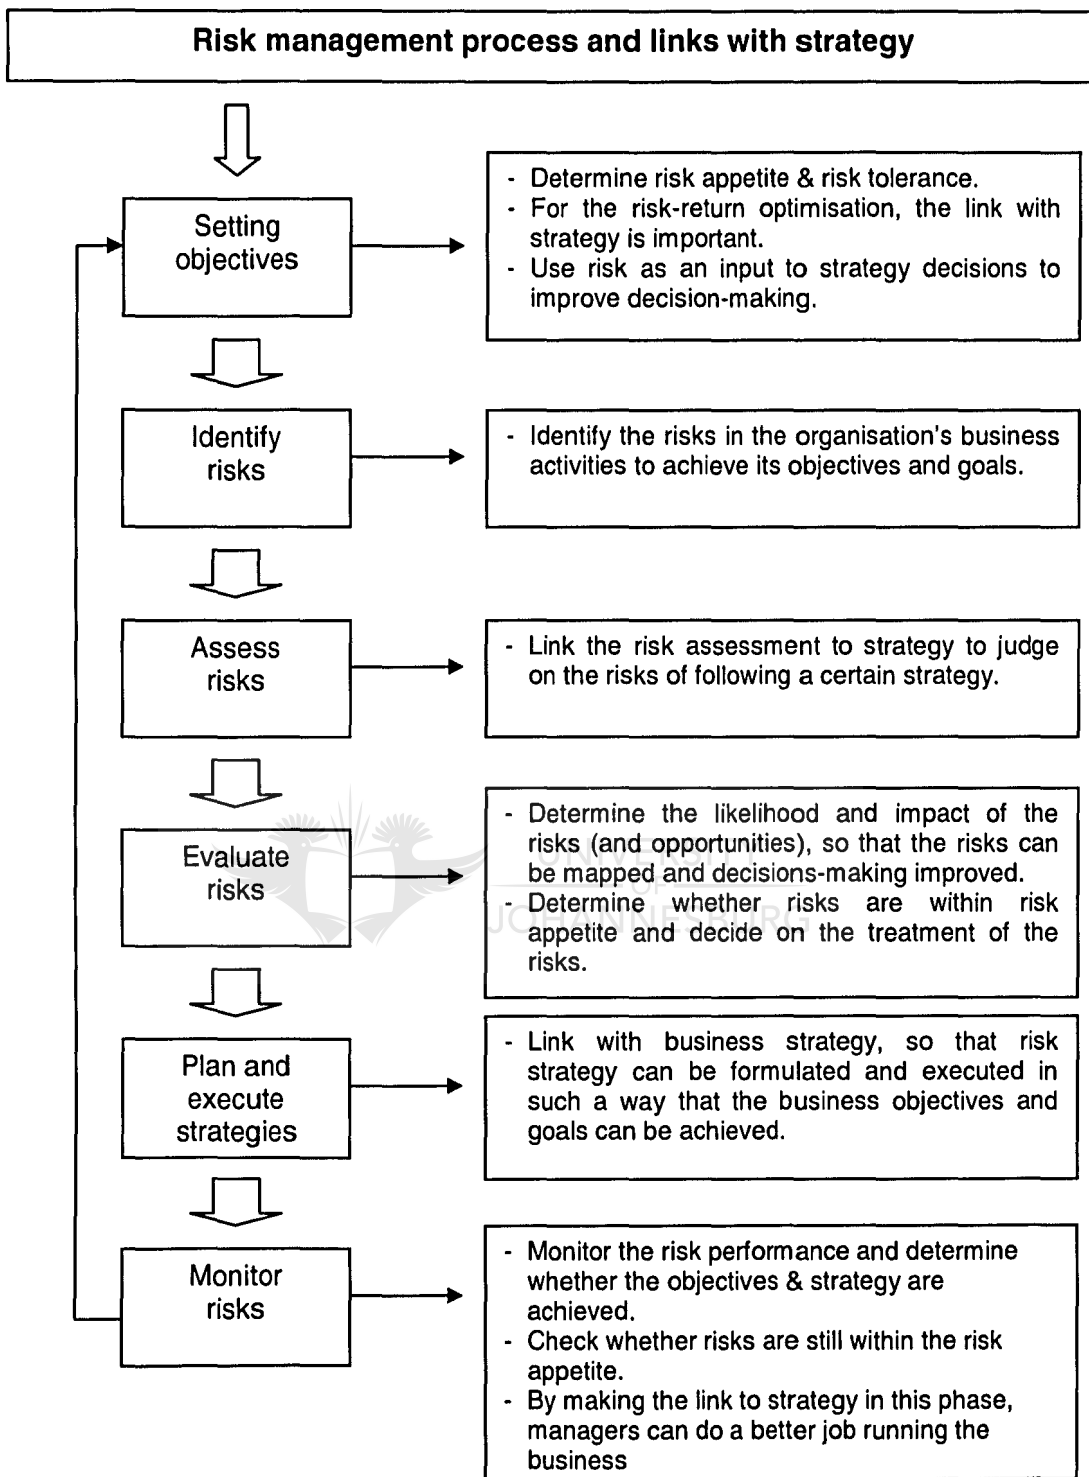 Risk management process and links with strategy
Setting
objectives
- Determine risk appetite & risk tolerance.
- For the risk-return optimisation, the link with
strategy is important.
- Use risk as an input to strategy decisions to
improve decision-making.
Identify
risks
- Identify the risks in the organisation's business
activities to achieve its objectives and goals.
Assess
risks
- Link the risk assessment to strategy to judge
on the risks of following a certain strategy.
Evaluate
risks
- Determine the likelihood and impact of the
risks (and opportunities), so that the risks can
be mapped and decisions-making improved.
- Determine whether risks are within risk
appetite and decide on the treatment of the
risks.
UNIVERSITY
OF
JOHANNESBURG
Plan and
execute
strategies
- Link with business strategy, so that risk
strategy can be formulated and executed in
such a way that the business objectives and
goals can be achieved.
Monitor
risks
- Monitor the risk performance and determine
whether the objectives & strategy are
achieved.
- Check whether risks are still within the risk
appetite.
- By making the link to strategy in this phase,
managers can do a better job running the
business